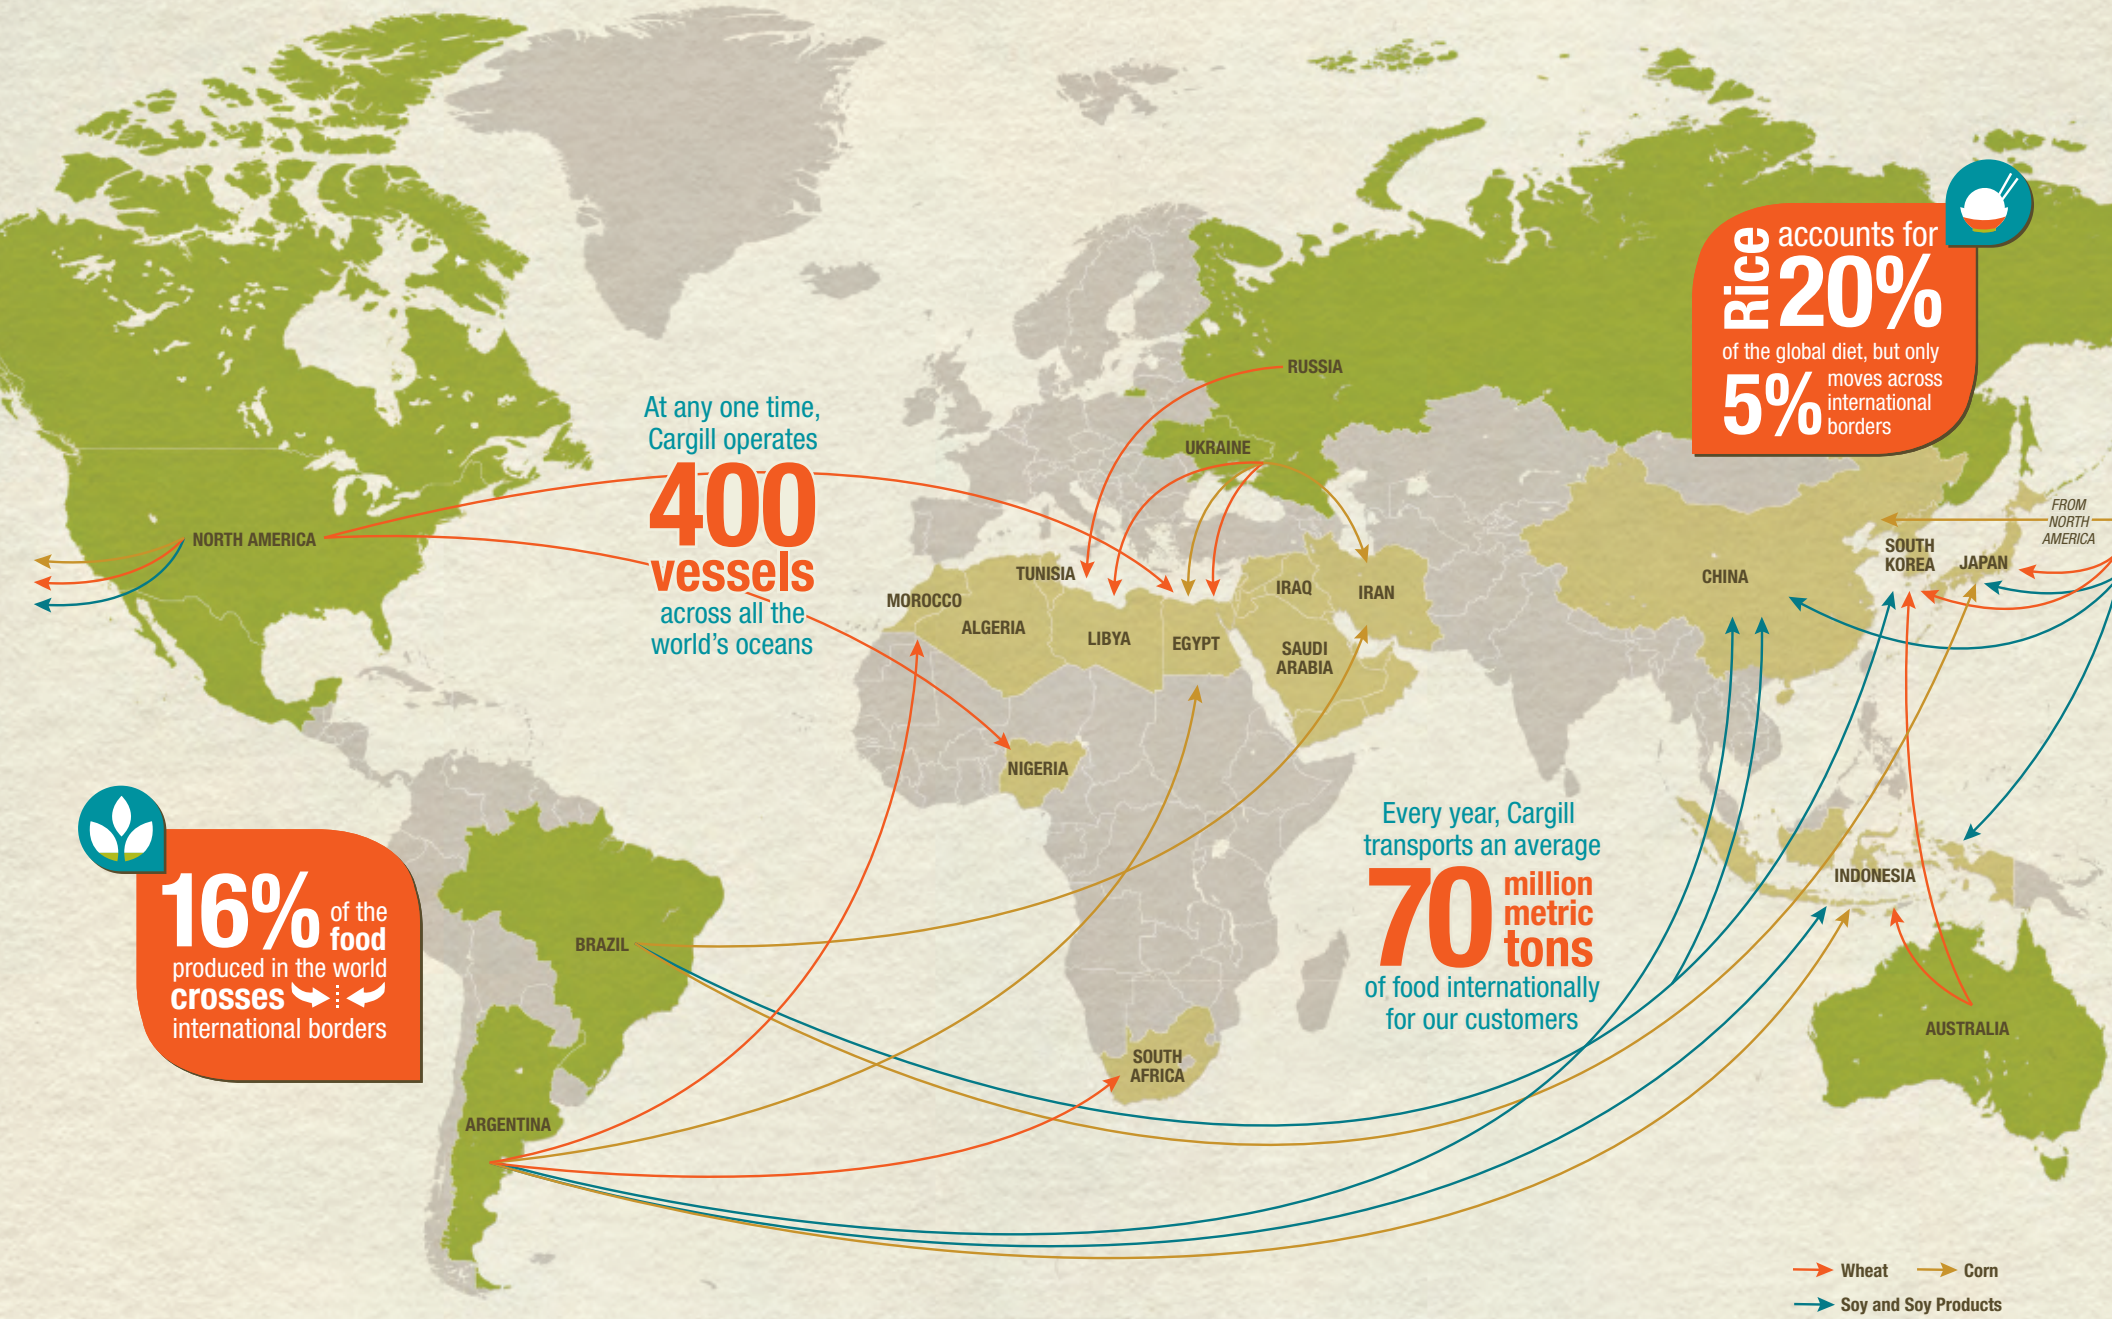 Rice accounts for
20%
of the global diet, but only
5% moves across
international
borders
RUSSIA
At any one time,
Cargill operates
400
vessels
across all the
world's oceans
UKRAINE
FROM
NORTH
AMERICA
NORTH AMERICA
SOUTH
KOREA
JAPAN
CHINA
TUNISIA
MOROCCO
ALGERIA
LIBYA
EGYPT
IRAQ
IRAN
SAUDI
ARABIA
NIGERIA
Every year, Cargill
transports an average
70 million
metric
tons
of food internationally
for our customers
INDONESIA
16% of the
food
produced in the world
crosses
international borders
BRAZIL
AUSTRALIA
SOUTH
AFRICA
ARGENTINA
Wheat
Corn
Soy and Soy Products